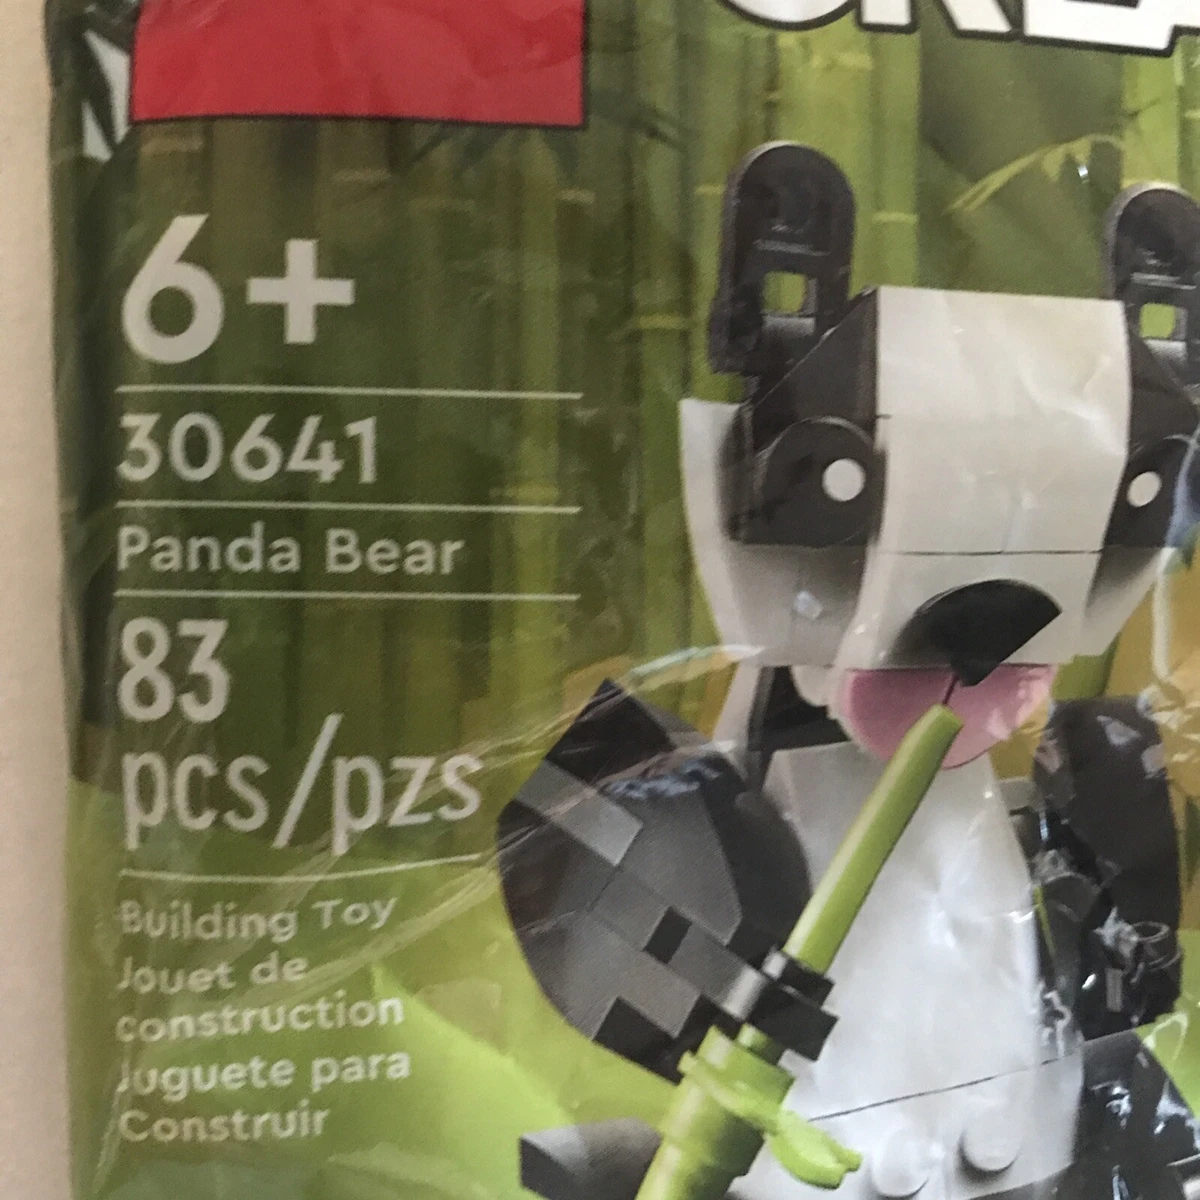 6+
30641
Panda Bear
83
pcs/pzs
Building Toy
Jouet de
construction
Juguete para
Construir